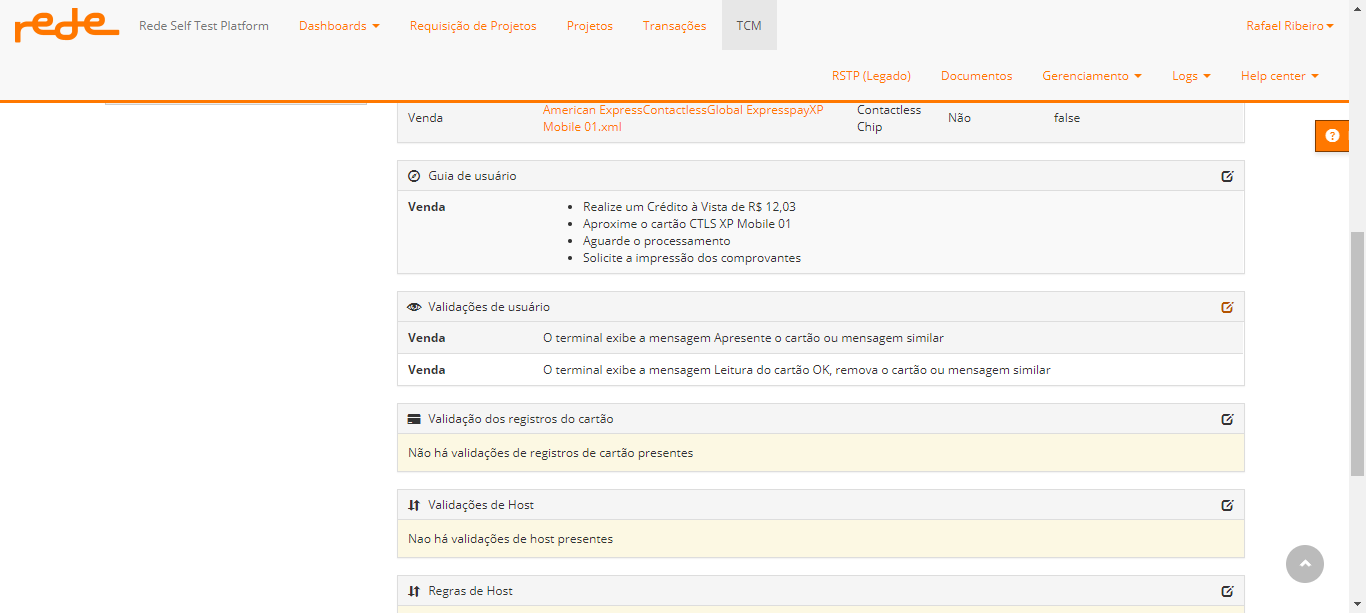 rede Rede Self Test Platform Dashboards Requisição de Projetos Projetos Transações TCM Rafael Ribeiro
RSTP (Legado) Documentos Gerenciamento Logs Help center
Venda American ExpressContactlessGlobal ExpresspayXP Contactless Não false
Mobile 01.xml Chip
Guia de usuário
Venda Realize um Crédito à Vista de R$ 12,03
Aproxime o cartão CTLS XP Mobile 01
Aguarde o processamento
Solicite a impressão dos comprovantes
Validações de usuário
Venda O terminal exibe a mensagem Apresente o cartão ou mensagem similar
Venda O terminal exibe a mensagem Leitura do cartão OK, remova o cartão ou mensagem similar
Validação dos registros do cartão
Não há validações de registros de cartão presentes
Validações de Host
Nao há validações de host presentes
Regras de Host